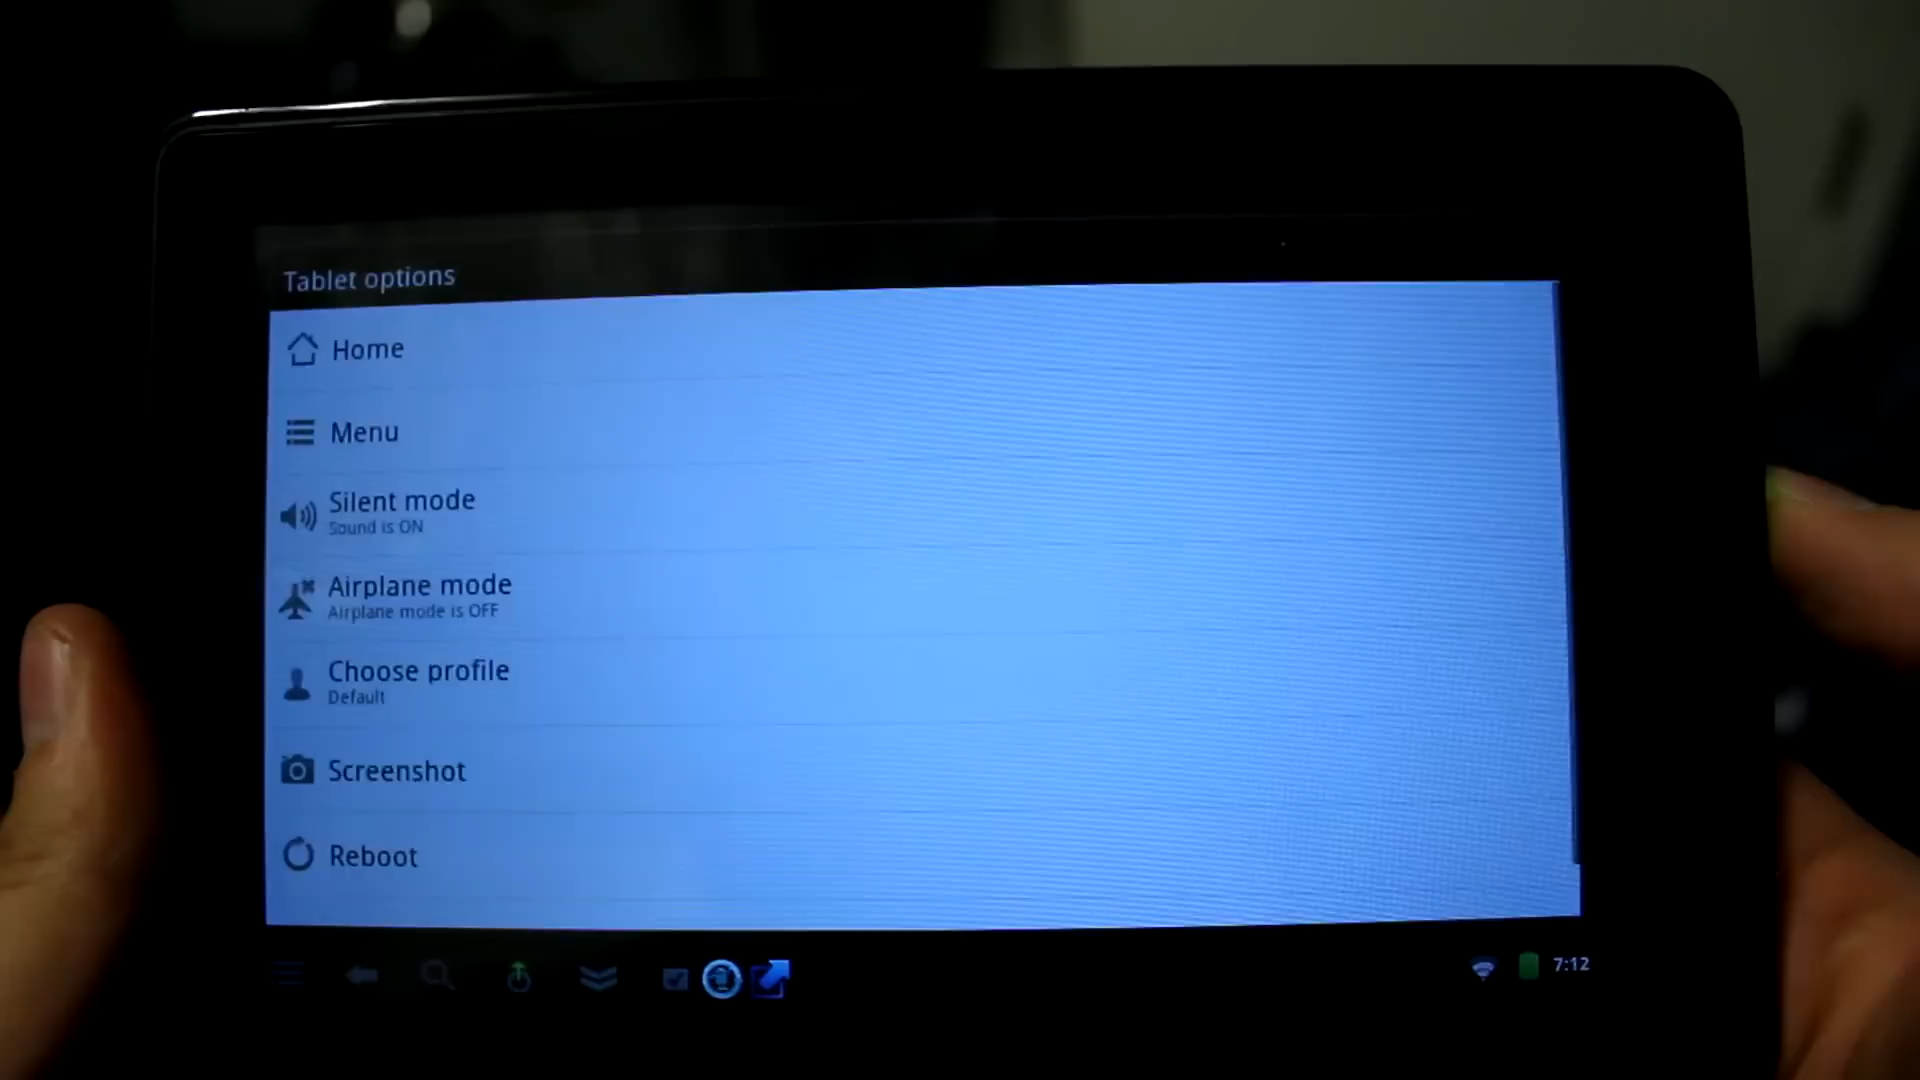 Tablet options
Home
Menu
Silent mode
Sound is ON
Airplane mode
Airplane mode is OFF
Choose profile
Default
Screenshot
Reboot
7:12